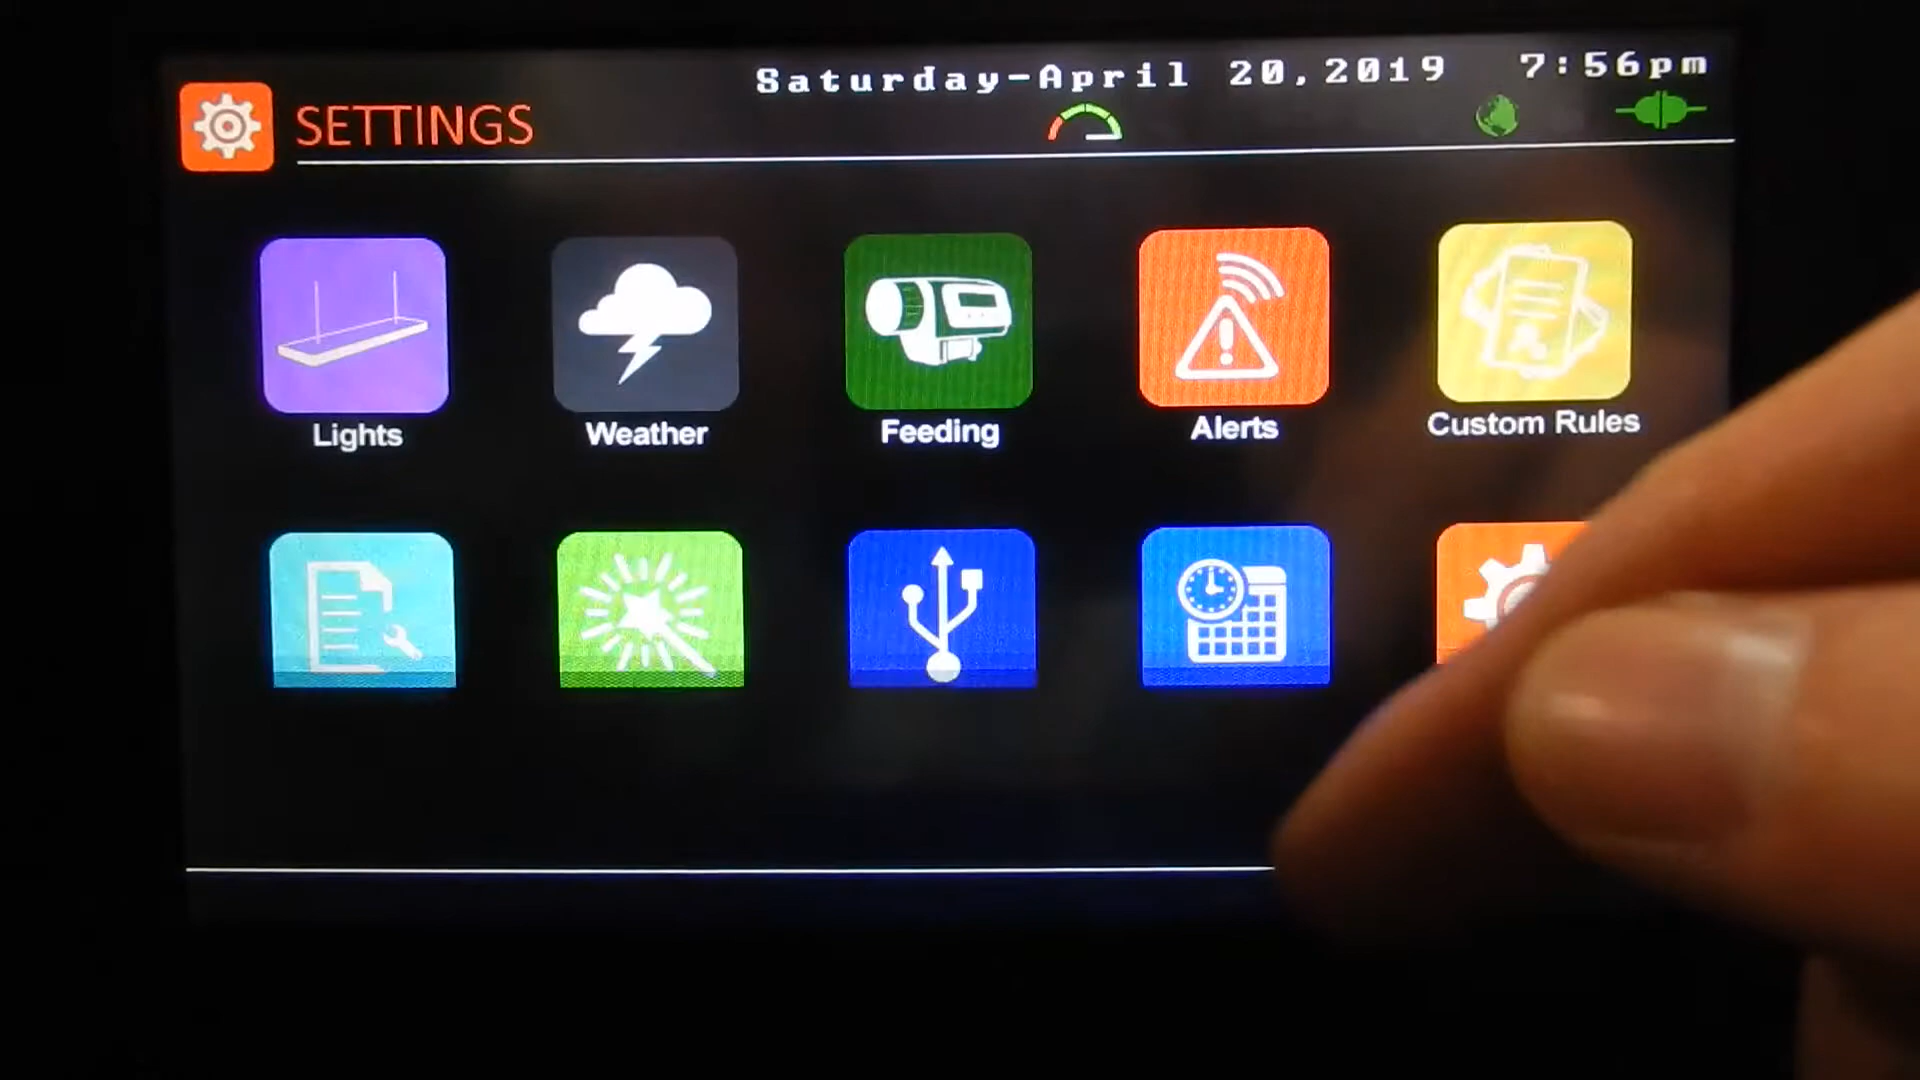 Saturday-April 20,2019 7:56pm
SETTINGS
Lights Weather Feeding Alerts Custom Rules